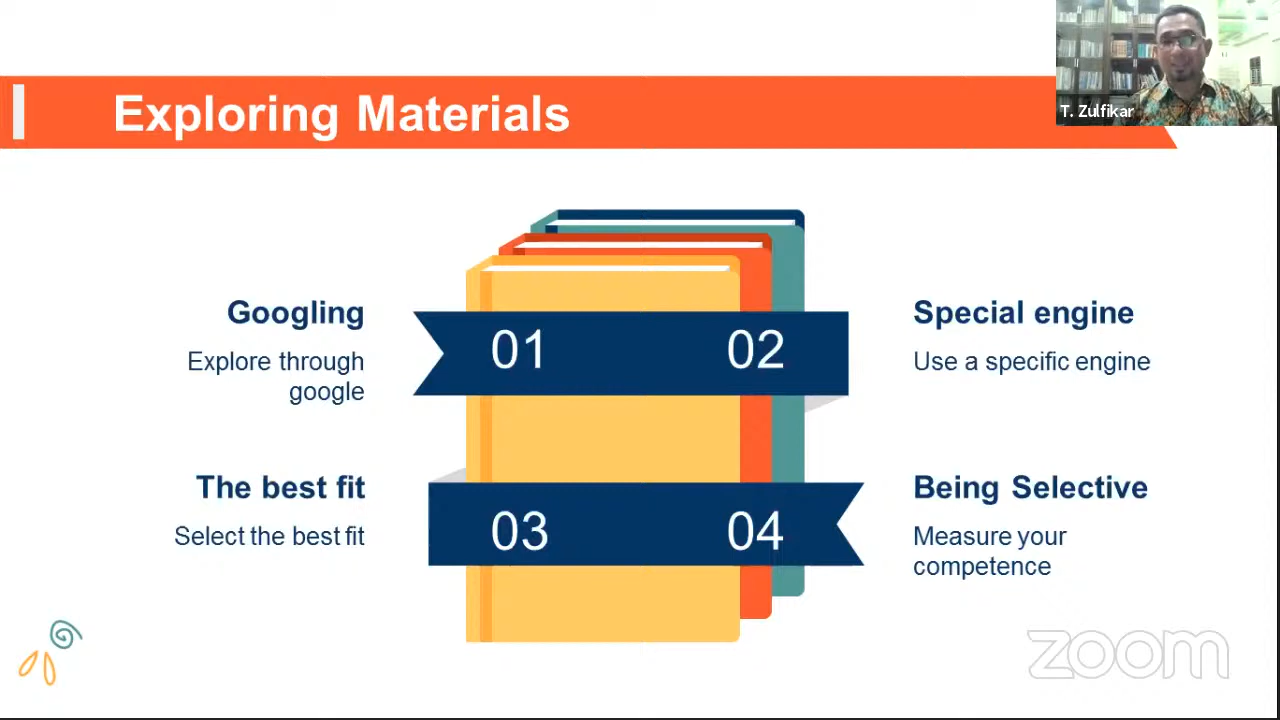 Exploring Materials
T. Zulfikar
Googling
Explore through
google
01
02
Special engine
Use a specific engine
The best fit
Select the best fit
03
04
Being Selective
Measure your
competence
zoom